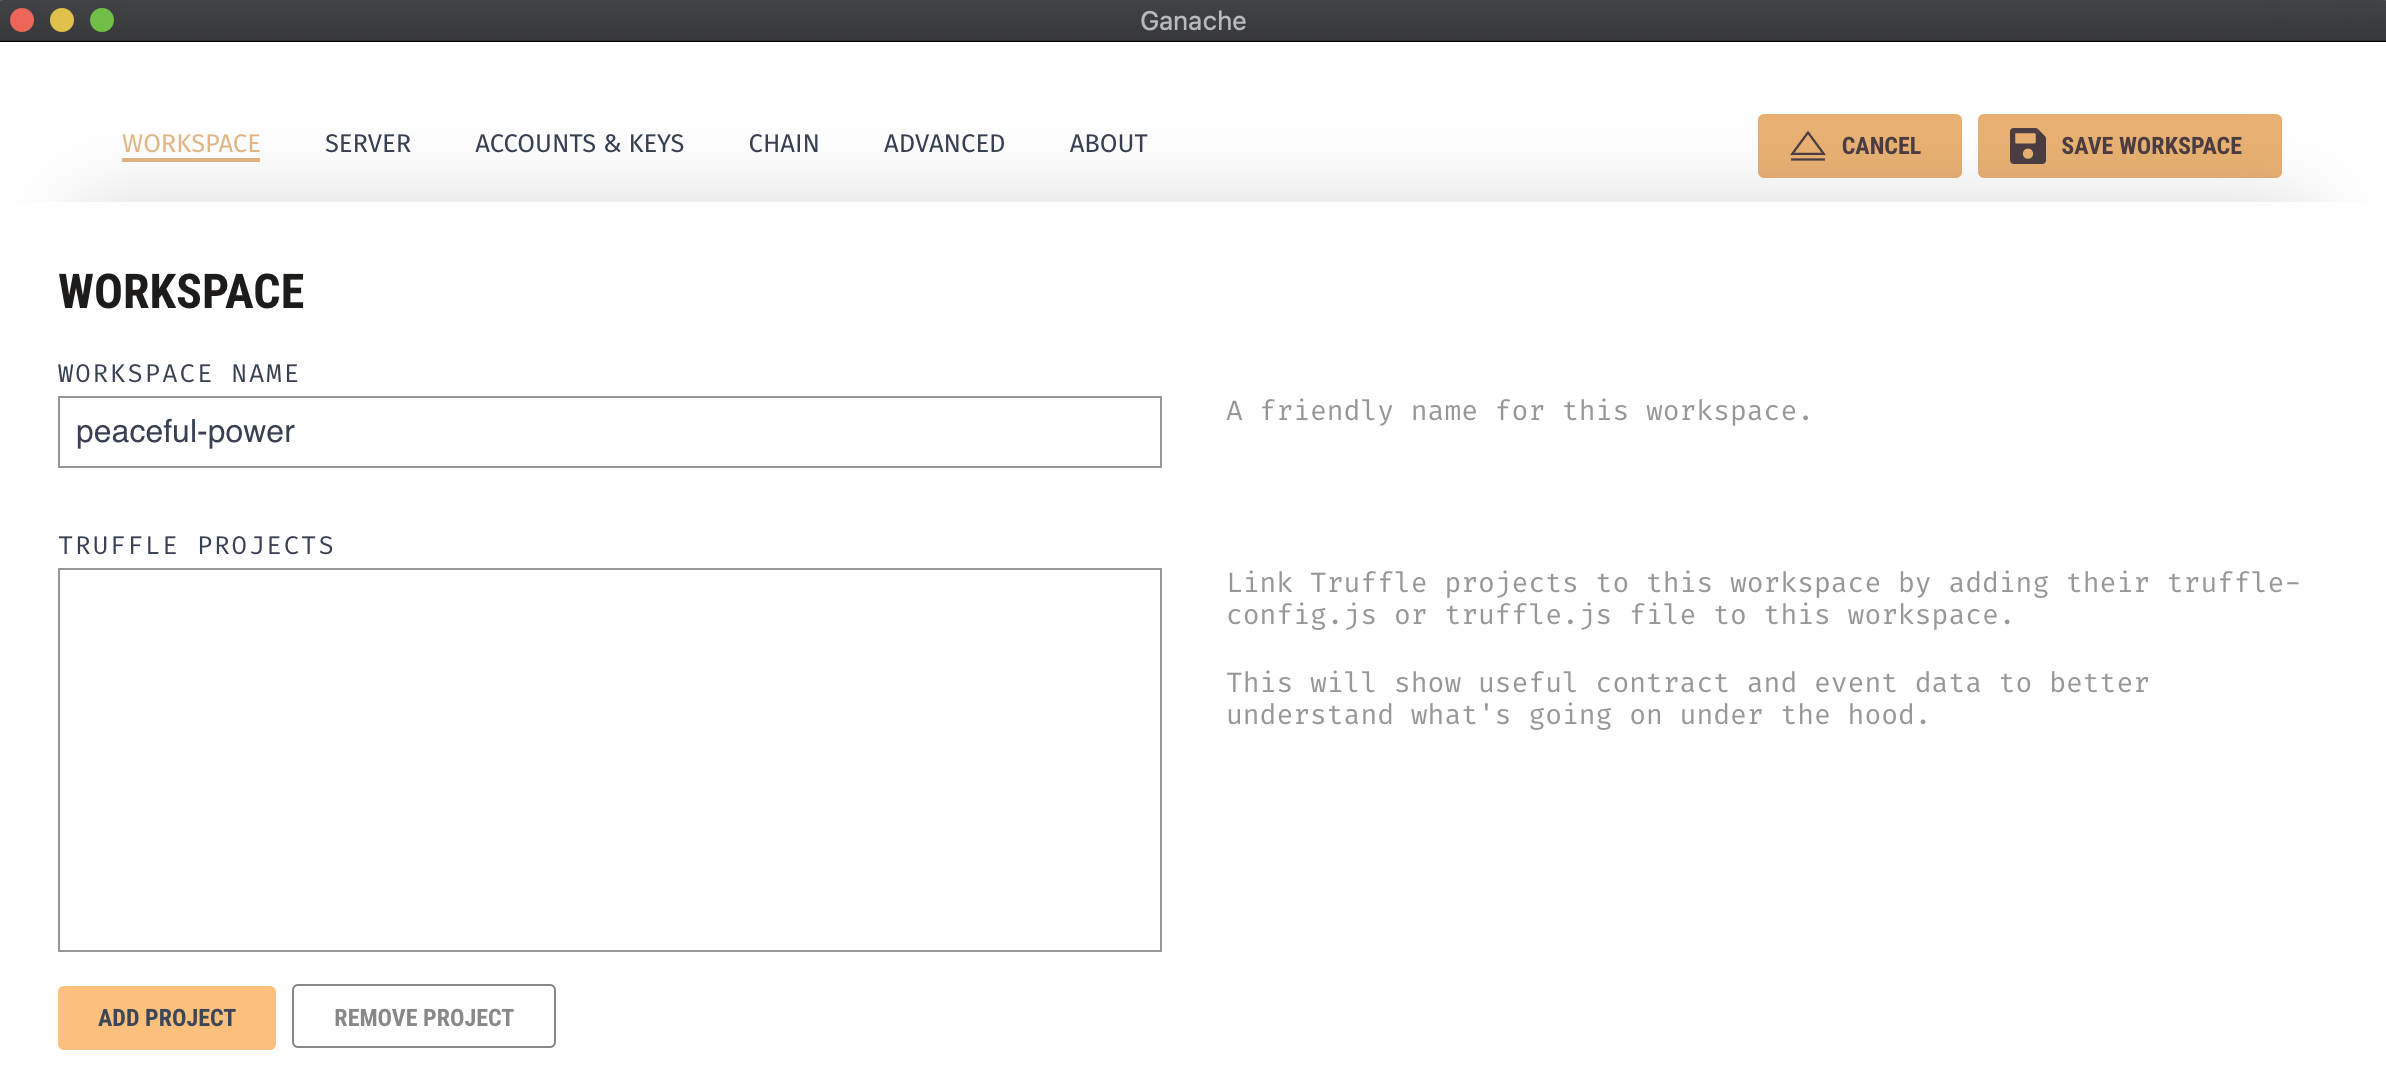 Ganache
WORKSPACE SERVER ACCOUNTS & KEYS CHAIN ADVANCED ABOUT CANCEL SAVE WORKSPACE
WORKSPACE
WORKSPACE NAME
peaceful-power
A friendly name for this workspace.
TRUFFLE PROJECTS
Link Truffle projects to this workspace by adding their truffle-
config.js or truffle.js file to this workspace.
This will show useful contract and event data to better
understand what's going on under the hood.
ADD PROJECT REMOVE PROJECT